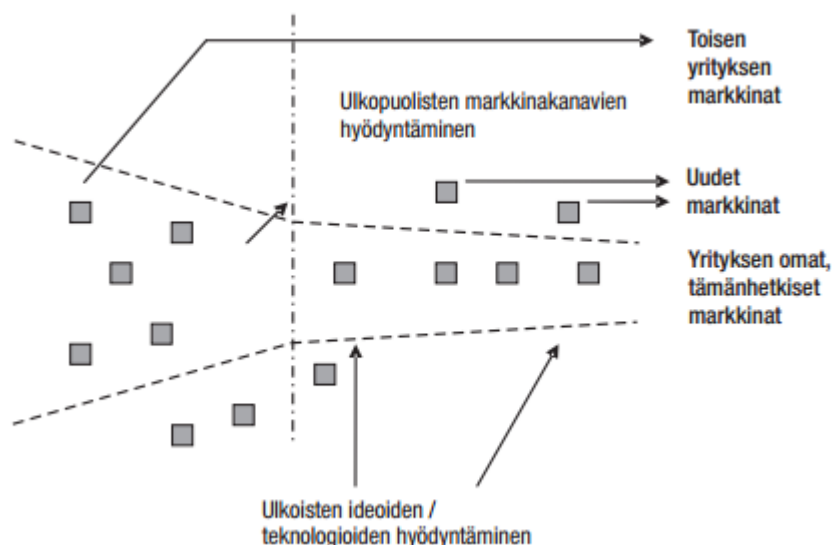 Toisen
yrityksen
markkinat
Ulkopuolisten markkinakanavien
hyödyntäminen
Uudet
markkinat
Yrityksen omat,
tämänhetkiset
markkinat
Ulkoisten ideoiden /
teknologioiden hyödyntäminen